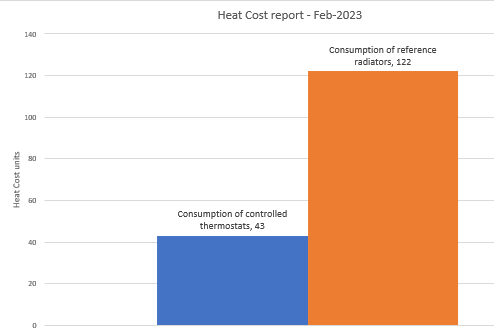 Heat Cost report - Feb-2023
140
120
100
80
60
40
20
0
Heat Cost units
Consumption of controlled
thermostats, 43
Consumption of reference
radiators, 122